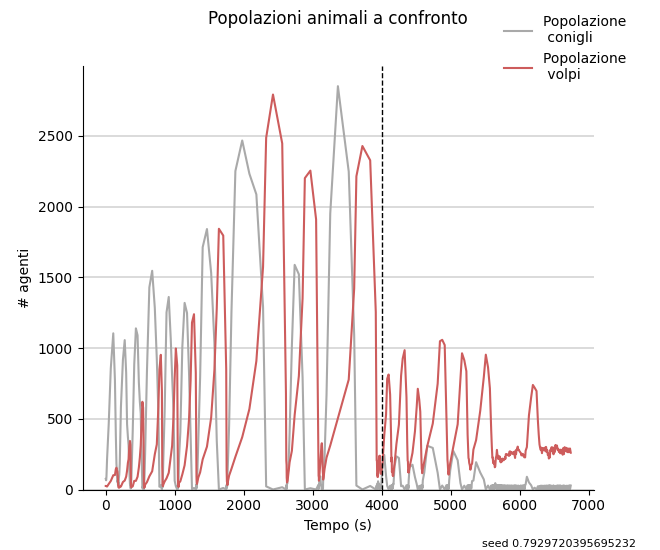 Popolazioni animali a confronto
Popolazione
conigli
Popolazione
volpi
# agenti
2500
2000
1500
1000
500
0
0
1000
2000
3000
4000
5000
6000
7000
Tempo (s)
seed 0.7929720395695232